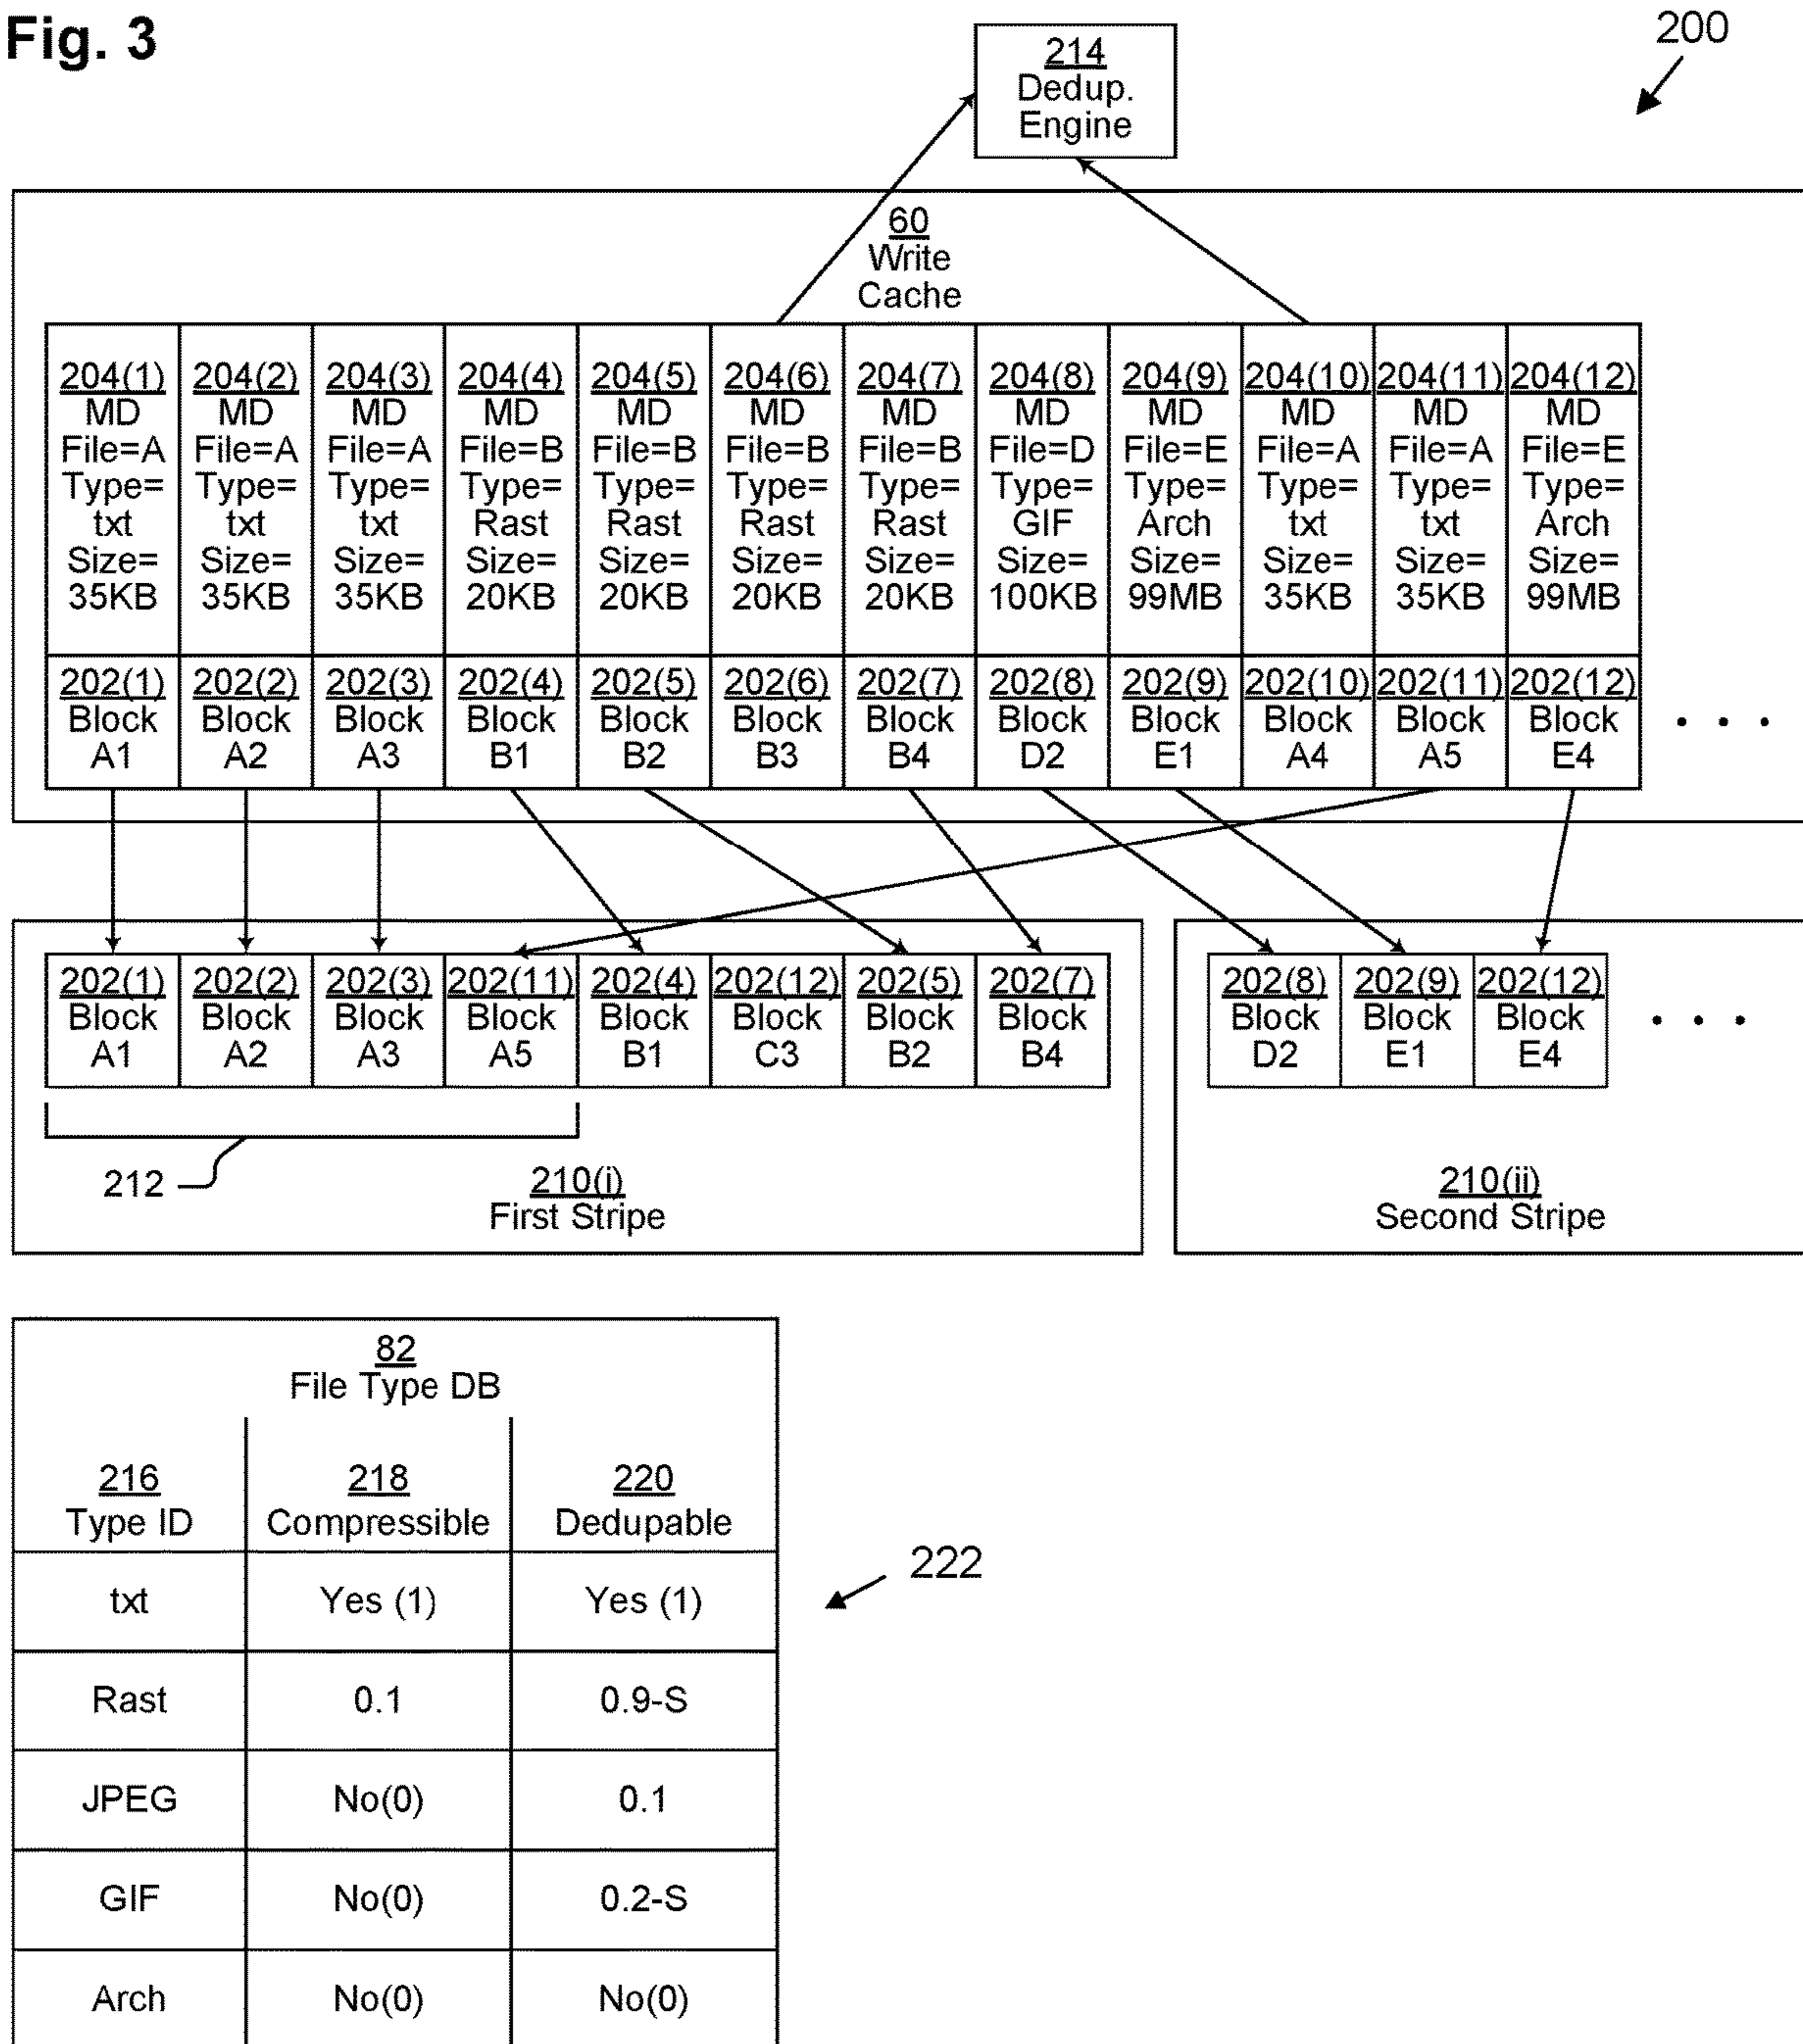 Fig. 3
200
214
Dedup.
Engine
60
Write
Cache
204(1) 204(2) 204(3) 204(4) 204(5) 204(6) 204(7) 204(8) 204(9) 204(10) 204(11) 204(12)
MD MD MD MD MD MD MD MD MD MD MD MD
File=A File=A File=A File=B File=B File=B File=B File=D File=E File=A File=A File=E
Type= Type= Type= Type= Type= Type= Type= Type= Type= Type= Type= Type=
txt txt txt Rast Rast Rast Rast GIF Arch txt txt Arch
Size= Size= Size= Size= Size= Size= Size= Size= Size= Size= Size= Size=
35KB 35KB 35KB 20KB 20KB 20KB 20KB 100KB 99MB 35KB 35KB 99MB
202(1) 202(2) 202(3) 202(4) 202(5) 202(6) 202(7) 202(8) 202(9) 202(10) 202(11) 202(12)
Block Block Block Block Block Block Block Block Block Block Block Block
A1 A2 A3 B1 B2 B3 B4 D2 E1 A4 A5 E4
. . .
202(1) 202(2) 202(3) 202(11) 202(4) 202(12) 202(5) 202(7) 202(8) 202(9) 202(12)
Block Block Block Block Block Block Block Block Block Block Block
A1 A2 A3 A5 B1 C3 B2 B4 D2 E1 E4
. . .
212
210(i)
First Stripe
210(ii)
Second Stripe
82
File Type DB
216 218 220
Type ID Compressible Dedupable
222
txt Yes (1) Yes (1)
Rast 0.1 0.9-S
JPEG No(0) 0.1
GIF No(0) 0.2-S
Arch No(0) No(0)